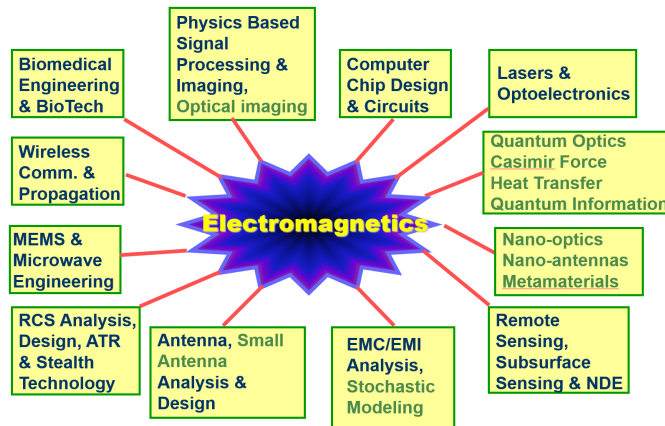 Physics Based
Signal
Processing &
Imaging,
Optical imaging
Biomedical
Engineering
& BioTech
Computer
Chip Design
& Circuits
Lasers &
Optoelectronics
Wireless
Comm. &
Propagation
Quantum Optics
Casimir Force
Heat Transfer
Quantum Information
Electromagnetics
MEMS &
Microwave
Engineering
Nano-optics
Nano-antennas
Metamaterials
RCS Analysis,
Design, ATR
& Stealth
Technology
Antenna, Small
Antenna
Analysis &
Design
EMC/EMI
Analysis,
Stochastic
Modeling
Remote
Sensing,
Subsurface
Sensing & NDE